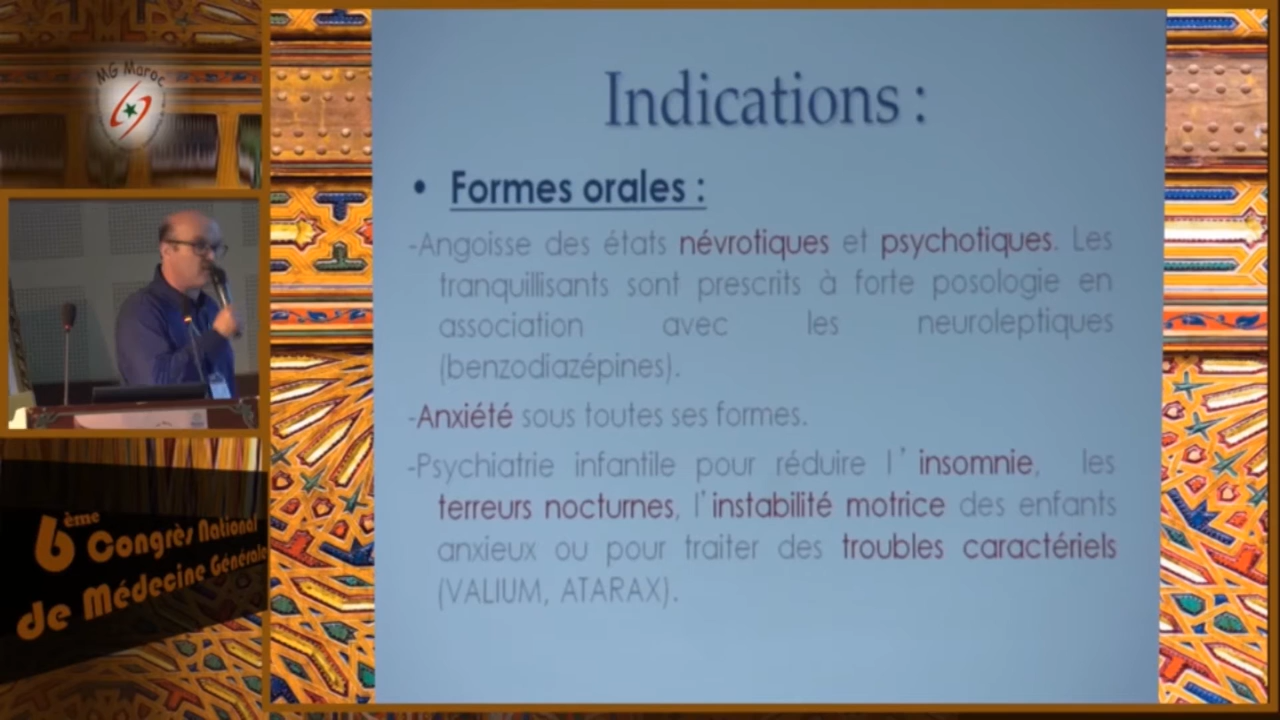 MG Maroc
Indications :
• Formes orales :
-Angoisse des états névrotiques et psychotiques. Les
tranquillisants sont prescrits à forte posologie en
association avec les neuroleptiques
(benzodiazépines).
-Anxiété sous toutes ses formes.
-Psychiatrie infantile pour réduire l'insomnie, les
terreurs nocturnes, l'instabilité motrice des enfants
anxieux ou pour traiter des troubles caractériels
(VALIUM, ATARAX).
6ème Congrès National
de Médecine Générale